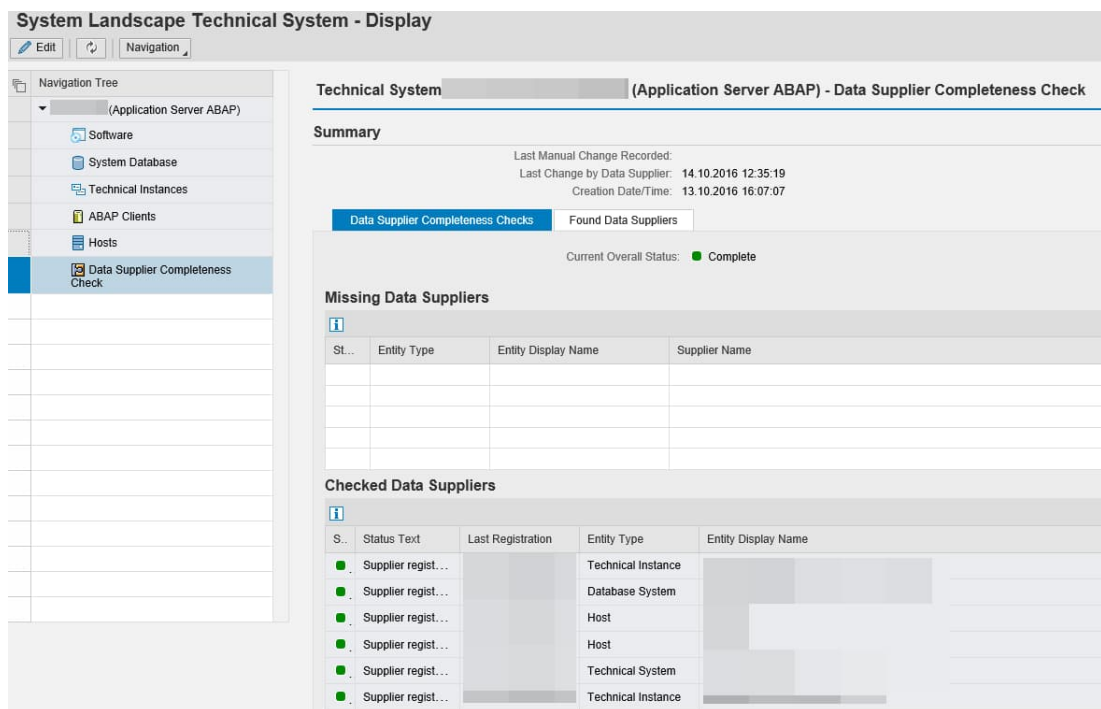 System Landscape Technical System - Display
Edit Navigation
Navigation Tree
(Application Server ABAP)
Software
System Database
Technical Instances
ABAP Clients
Hosts
Data Supplier Completeness
Check
Technical System (Application Server ABAP) - Data Supplier Completeness Check
Summary
Last Manual Change Recorded:
Last Change by Data Supplier: 14.10.2016 12:35:19
Creation Date/Time: 13.10.2016 16:07:07
Data Supplier Completeness Checks Found Data Suppliers
Current Overall Status: Complete
Missing Data Suppliers
St... Entity Type Entity Display Name Supplier Name
Checked Data Suppliers
S.. Status Text Last Registration Entity Type Entity Display Name
Supplier regist... Technical Instance
Supplier regist... Database System
Supplier regist... Host
Supplier regist... Host
Supplier regist... Technical System
Supplier regist... Technical Instance